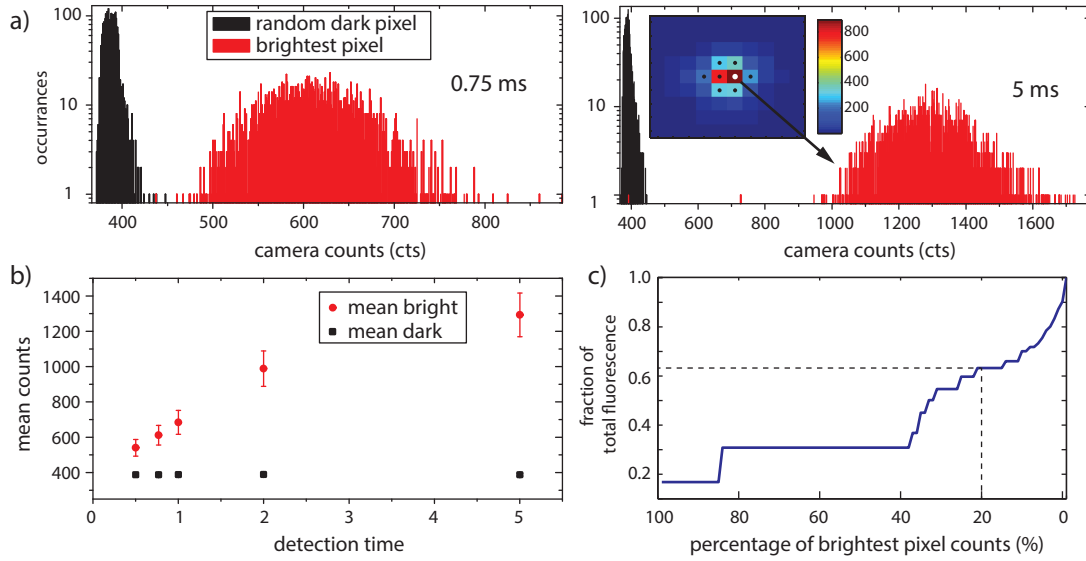 a)
random dark pixel
brightest pixel
0.75 ms
occurrances
100
10
1
400
500
600
700
800
camera counts (cts)
100
10
1
800
600
400
200
5 ms
400
600
800
1000
1200
1400
1600
camera counts (cts)
b)
mean bright
mean dark
mean counts
1400
1200
1000
800
600
400
0
1
2
3
4
5
detection time
c)
fraction of
total fluorescence
1.0
0.8
0.6
0.4
0.2
100
80
60
40
20
0
percentage of brightest pixel counts (%)